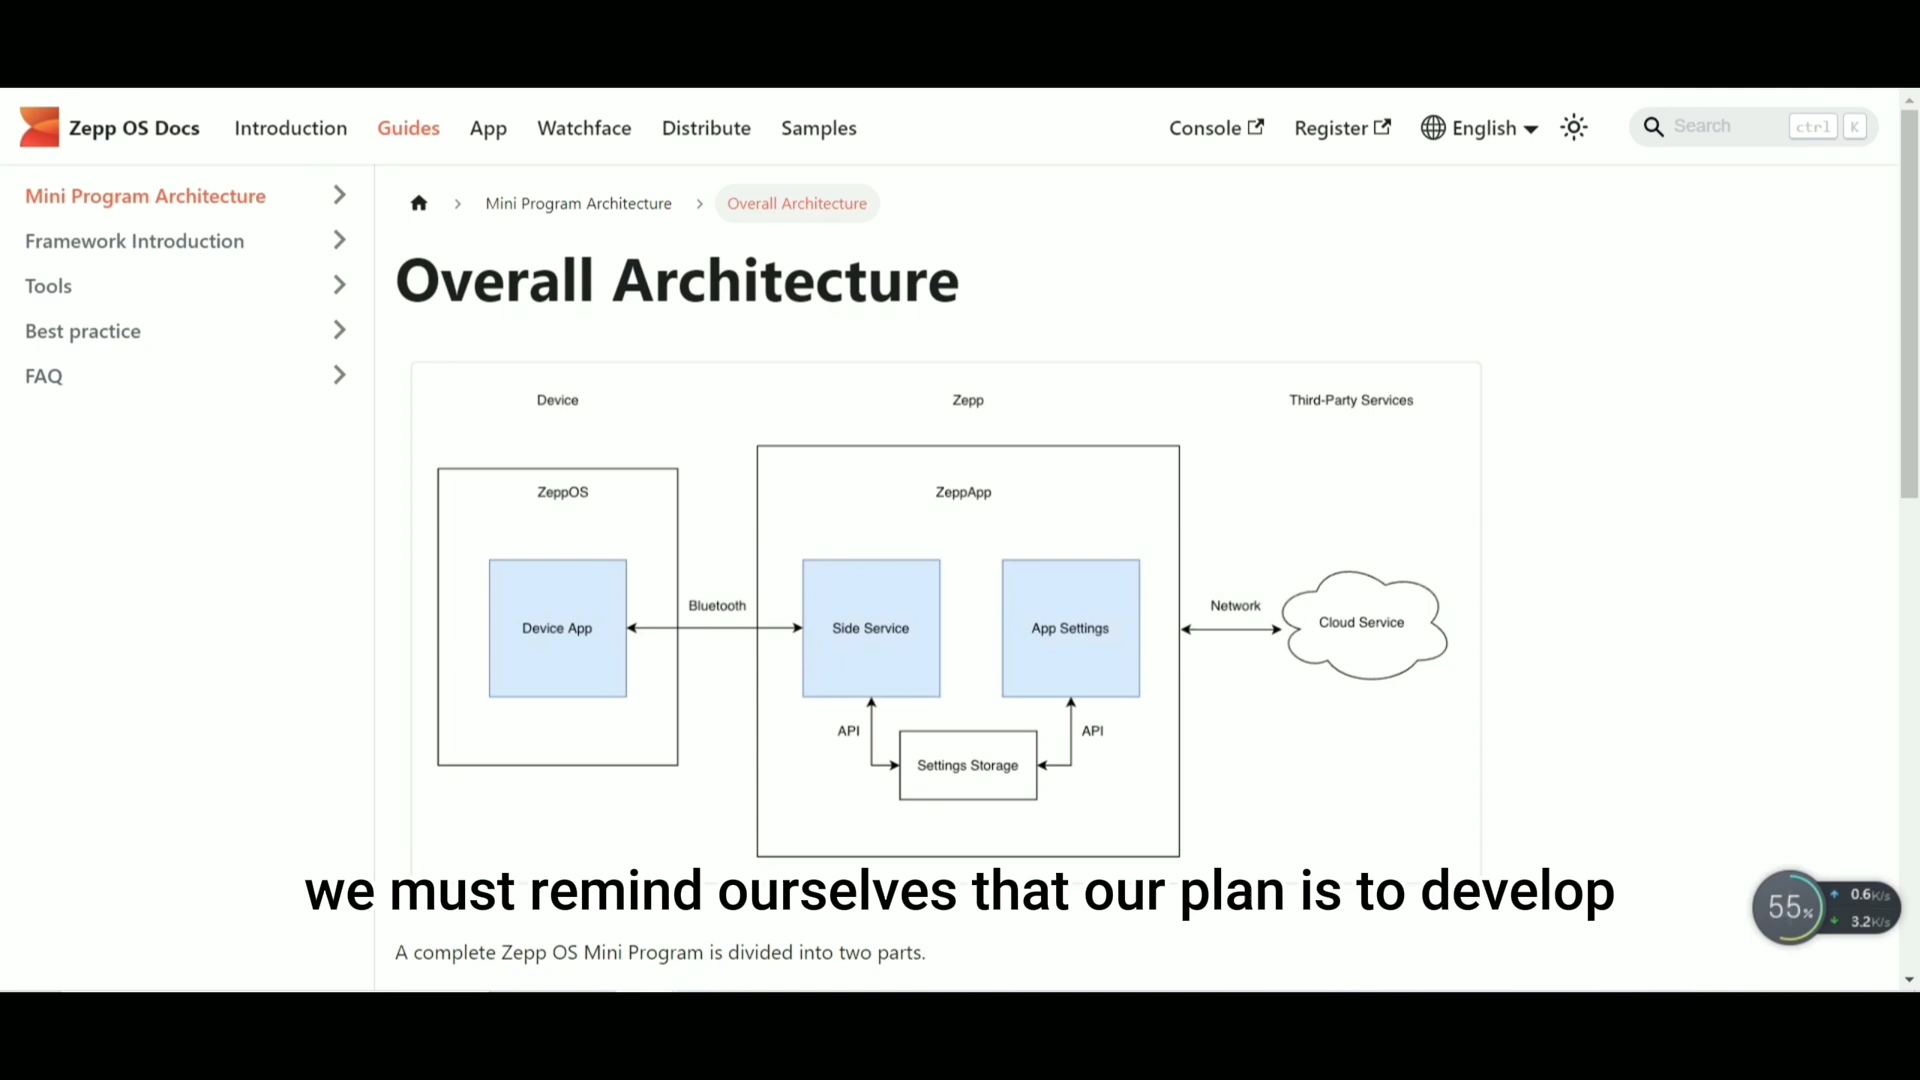 Zepp OS Docs Introduction Guides App Watchface Distribute Samples Console Register English Search ctrl K
Mini Program Architecture
Framework Introduction
Tools
Best practice
FAQ
Mini Program Architecture Overall Architecture
Overall Architecture
Device Zepp Third-Party Services
ZeppOS ZeppApp
Bluetooth Network
Device App Side Service App Settings Cloud Service
API API
Settings Storage
we must remind ourselves that our plan is to develop
55% 0.6K/s
3.2K/s
A complete Zepp OS Mini Program is divided into two parts.